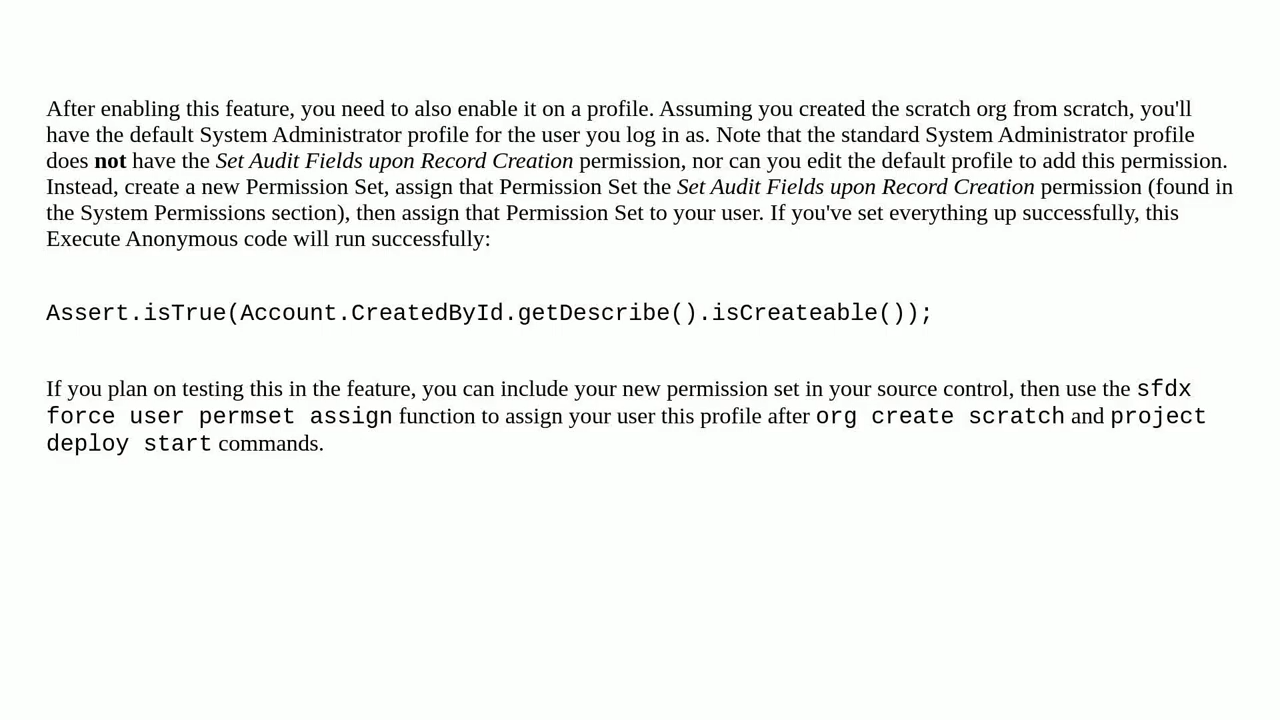 After enabling this feature, you need to also enable it on a profile. Assuming you created the scratch org from scratch, you'll
have the default System Administrator profile for the user you log in as. Note that the standard System Administrator profile
does not have the Set Audit Fields upon Record Creation permission, nor can you edit the default profile to add this permission.
Instead, create a new Permission Set, assign that Permission Set the Set Audit Fields upon Record Creation permission (found in
the System Permissions section), then assign that Permission Set to your user. If you've set everything up successfully, this
Execute Anonymous code will run successfully:
Assert.isTrue(Account.CreatedById.getDescribe().isCreateable());
If you plan on testing this in the feature, you can include your new permission set in your source control, then use the sfdx
force user permset assign function to assign your user this profile after org create scratch and project
deploy start commands.